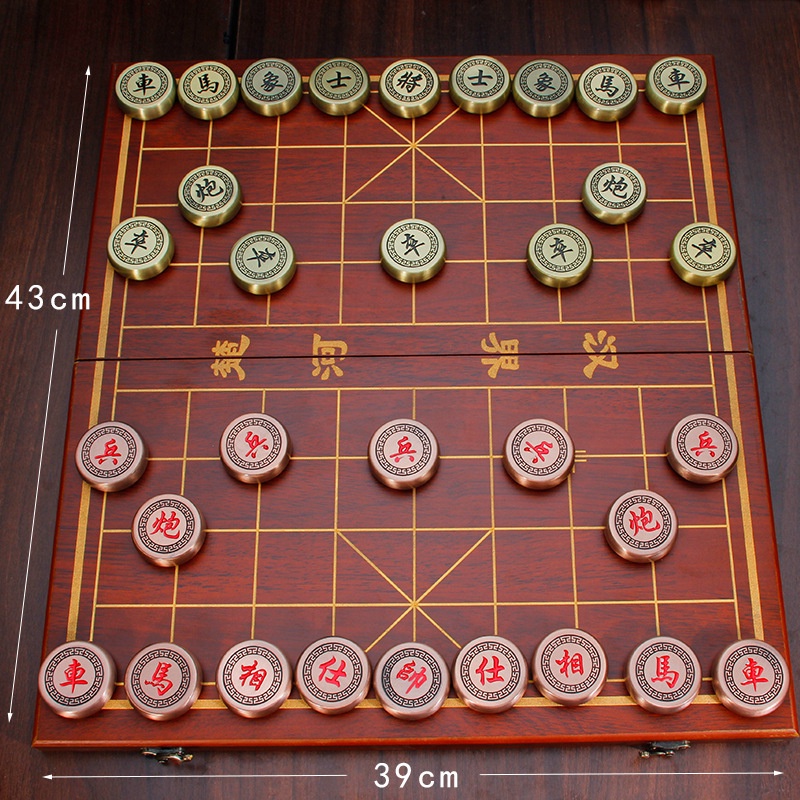 車 馬 象 士 將 士 象 馬 車
炮 炮
卒 卒 卒 卒 卒
43cm
楚 河 界 汉
兵 兵 兵 兵 兵
炮 炮
車 馬 相 仕 帥 仕 相 馬 車
39cm